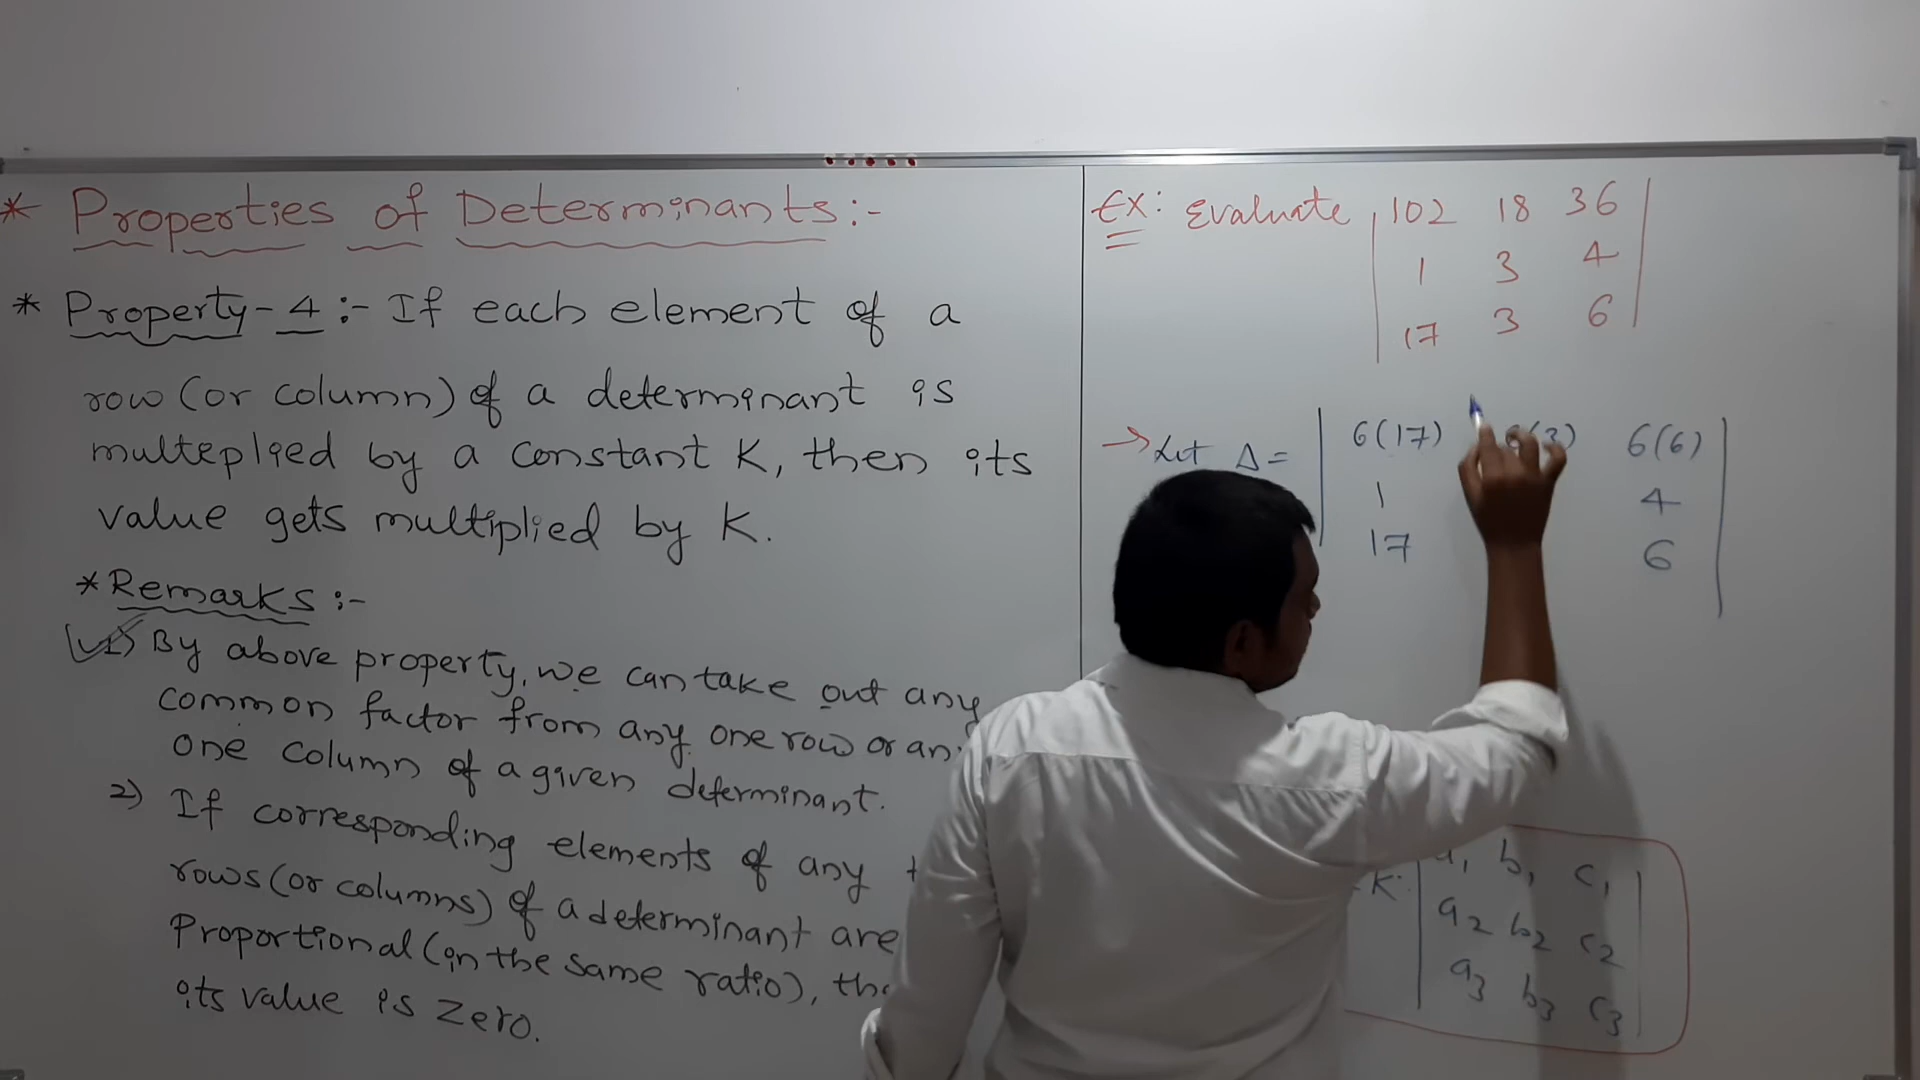 * Properties of Determinants:-
* Property-4:- If each element of a
row (or column) of a determinant is
multiplied by a constant K, then its
value gets multiplied by K.
* Remarks:-
1) By above property, we can take out any
common factor from any one row or any
one column of a given determinant.
2) If corresponding elements of any
rows (or columns) of a determinant are
Proportional (in the same ratio),
its value is Zero.
Ex: Evaluate 102 18 36
1 3 4
17 3 6
→ Let Δ = 6(17) 6(3) 6(6)
1 4
17 6
K a1 b1 c1
a2 b2 c2
a3 b3 c3